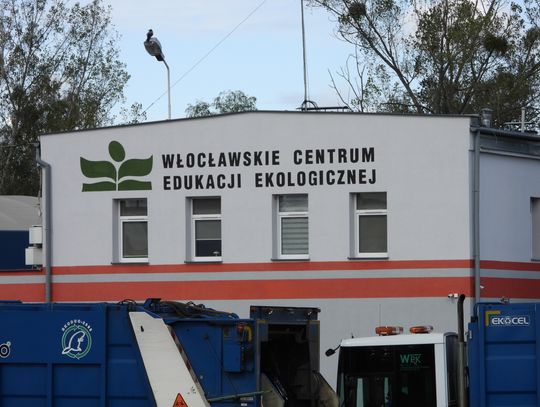 WŁOCŁAWSKIE CENTRUM
EDUKACJI EKOLOGICZNEJ
EKOCEL